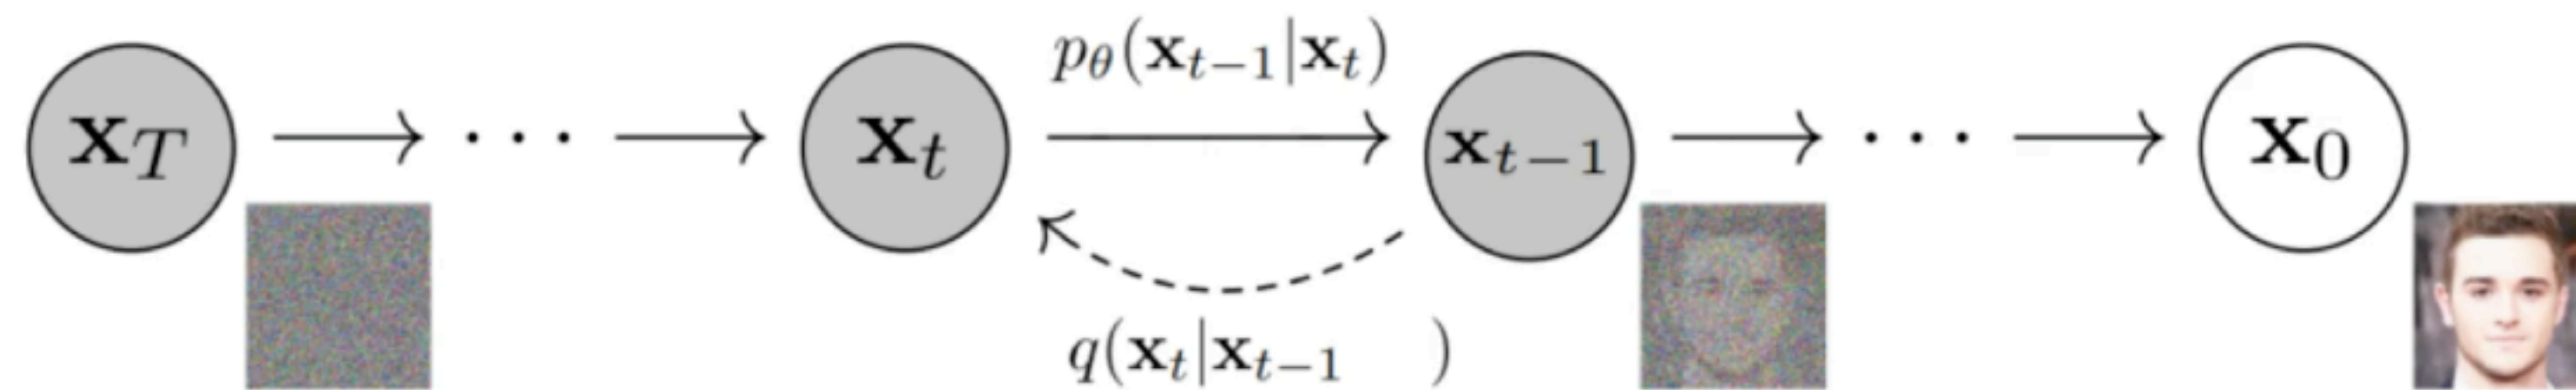 p_θ(x_{t−1}|x_t)
x_T → ··· → x_t → x_{t−1} → ··· → x_0
q(x_t|x_{t−1} )